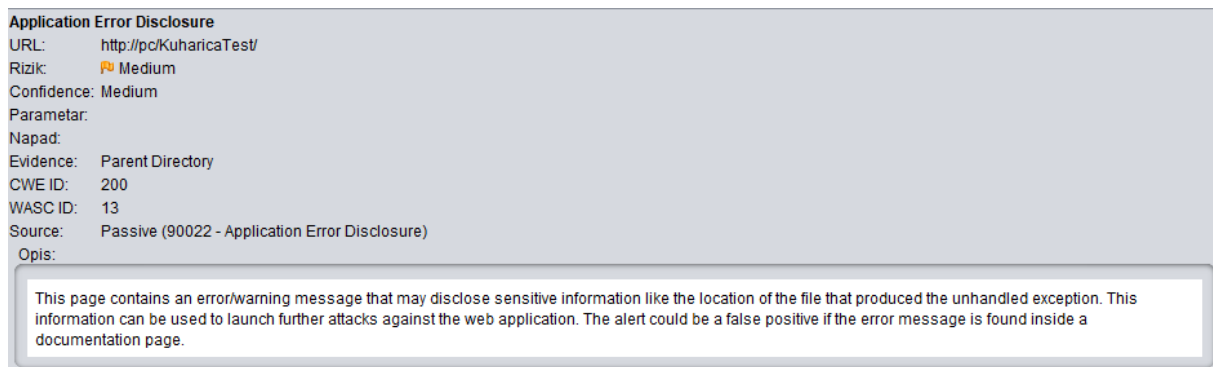 Application Error Disclosure
URL: http://pc/KuharicaTest/
Rizik: Medium
Confidence: Medium
Parametar:
Napad:
Evidence: Parent Directory
CWE ID: 200
WASC ID: 13
Source: Passive (90022 - Application Error Disclosure)
Opis:
This page contains an error/warning message that may disclose sensitive information like the location of the file that produced the unhandled exception. This
information can be used to launch further attacks against the web application. The alert could be a false positive if the error message is found inside a
documentation page.